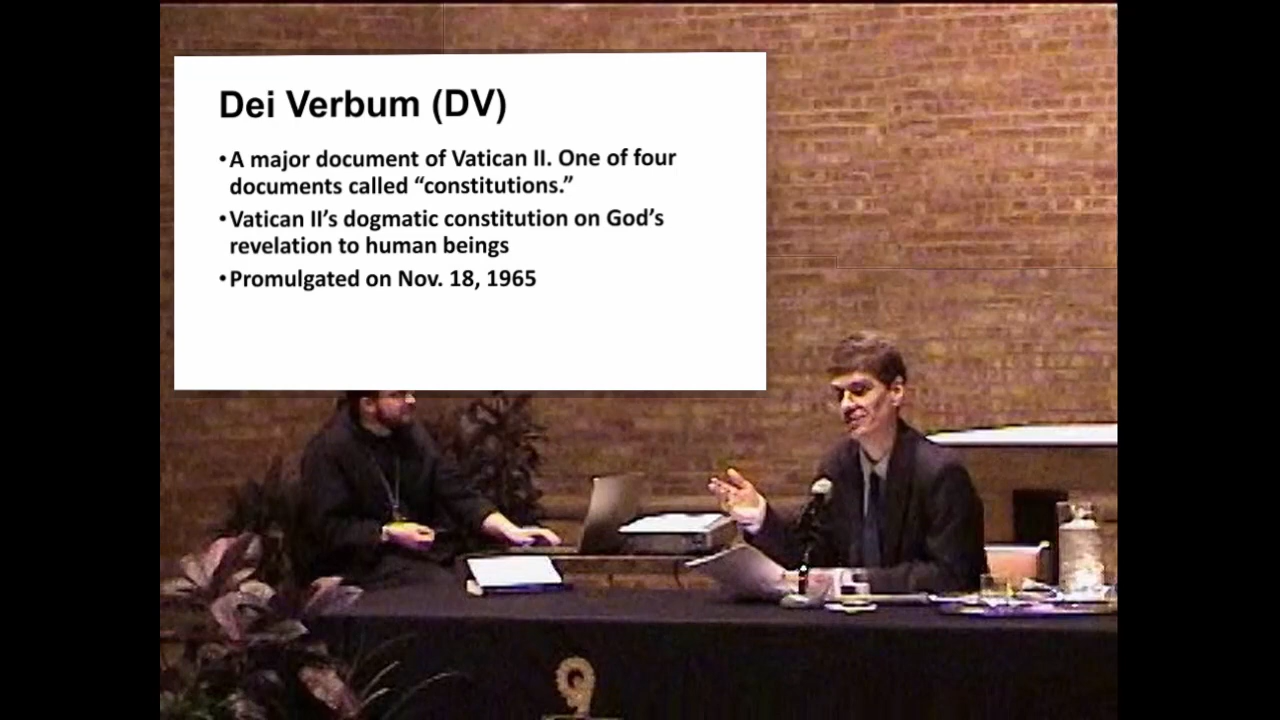 Dei Verbum (DV)
•A major document of Vatican II. One of four
documents called “constitutions.”
•Vatican II’s dogmatic constitution on God’s
revelation to human beings
•Promulgated on Nov. 18, 1965